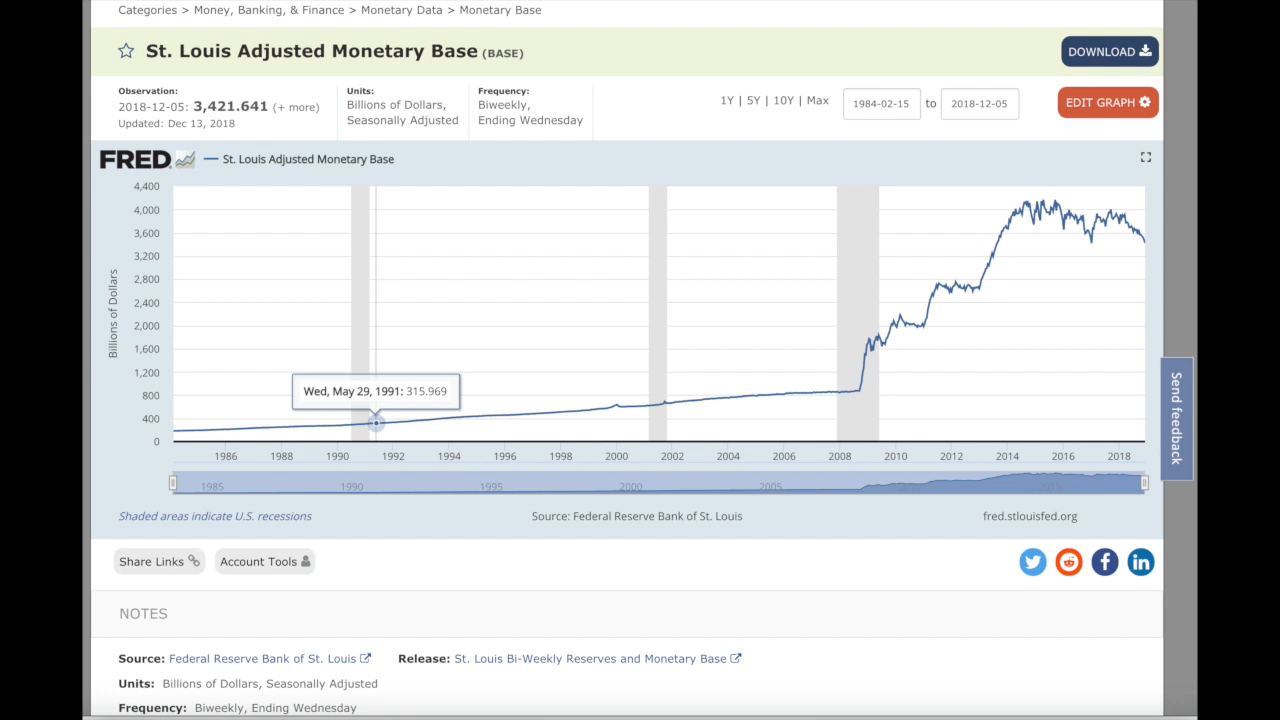 Categories > Money, Banking, & Finance > Monetary Data > Monetary Base
St. Louis Adjusted Monetary Base (BASE)
DOWNLOAD
Observation:
2018-12-05: 3,421.641 (+ more)
Updated: Dec 13, 2018
Units:
Billions of Dollars,
Seasonally Adjusted
Frequency:
Biweekly,
Ending Wednesday
1Y | 5Y | 10Y | Max
1984-02-15 to 2018-12-05
EDIT GRAPH
FRED
St. Louis Adjusted Monetary Base
4,400
4,000
3,600
3,200
2,800
2,400
2,000
1,600
1,200
800
400
0
Billions of Dollars
Wed, May 29, 1991: 315.969
1986 1988 1990 1992 1994 1996 1998 2000 2002 2004 2006 2008 2010 2012 2014 2016 2018
1985 1990 1995 2000 2005
Shaded areas indicate U.S. recessions
Source: Federal Reserve Bank of St. Louis
fred.stlouisfed.org
Send feedback
Share Links
Account Tools
NOTES
Source: Federal Reserve Bank of St. Louis
Release: St. Louis Bi-Weekly Reserves and Monetary Base
Units: Billions of Dollars, Seasonally Adjusted
Frequency: Biweekly, Ending Wednesday